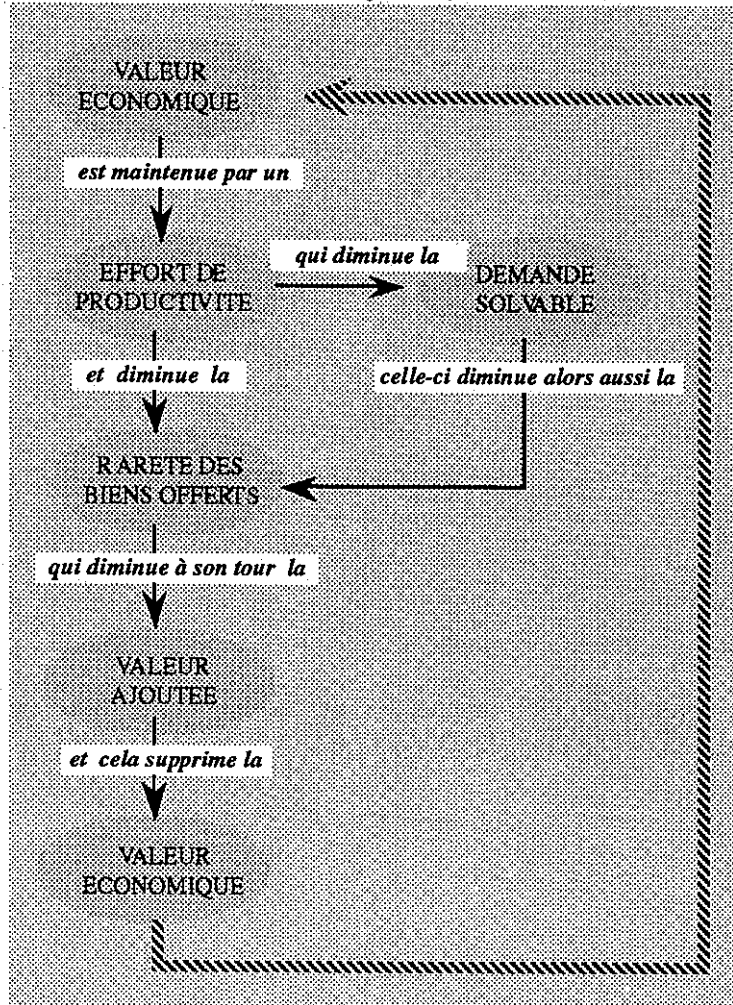 VALEUR
ECONOMIQUE
est maintenue par un
EFFORT DE
PRODUCTIVITE
qui diminue la
DEMANDE
SOLVABLE
et diminue la
celle-ci diminue alors aussi la
RARETE DES
BIENS OFFERTS
qui diminue à son tour la
VALEUR
AJOUTEE
et cela supprime la
VALEUR
ECONOMIQUE